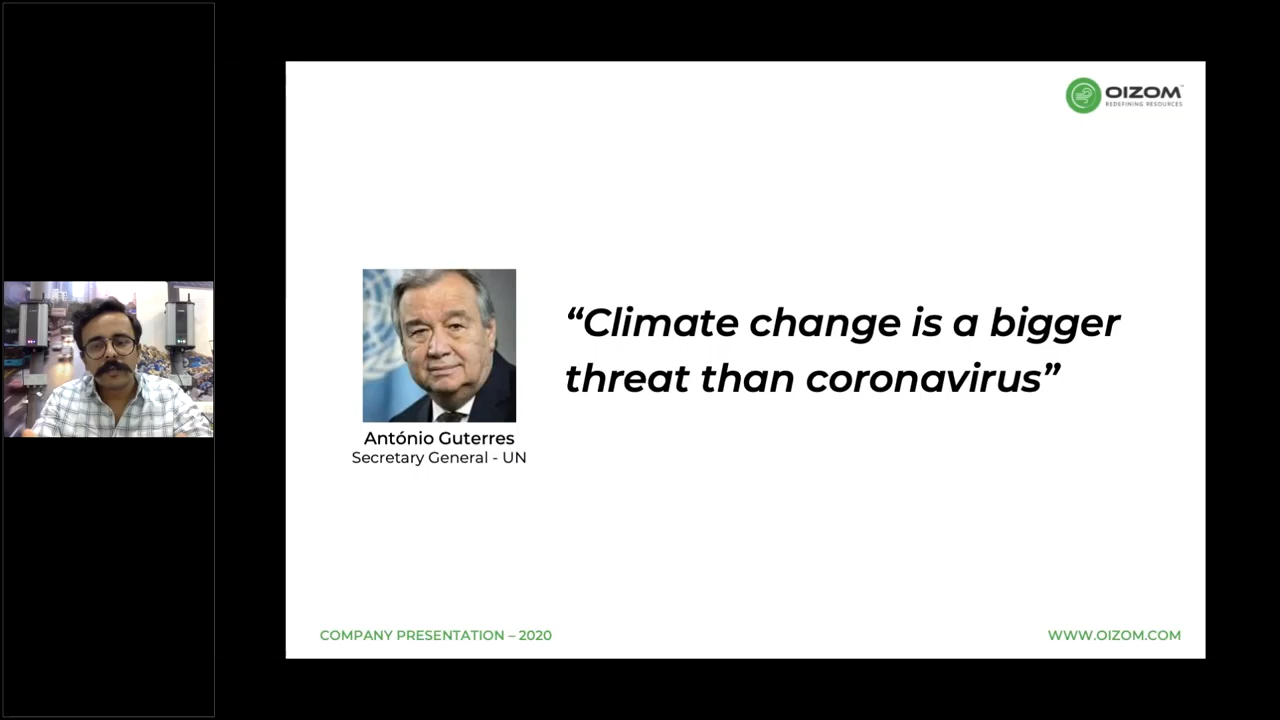 OIZOM™
REDEFINING RESOURCES
“Climate change is a bigger
threat than coronavirus”
António Guterres
Secretary General - UN
COMPANY PRESENTATION – 2020
WWW.OIZOM.COM